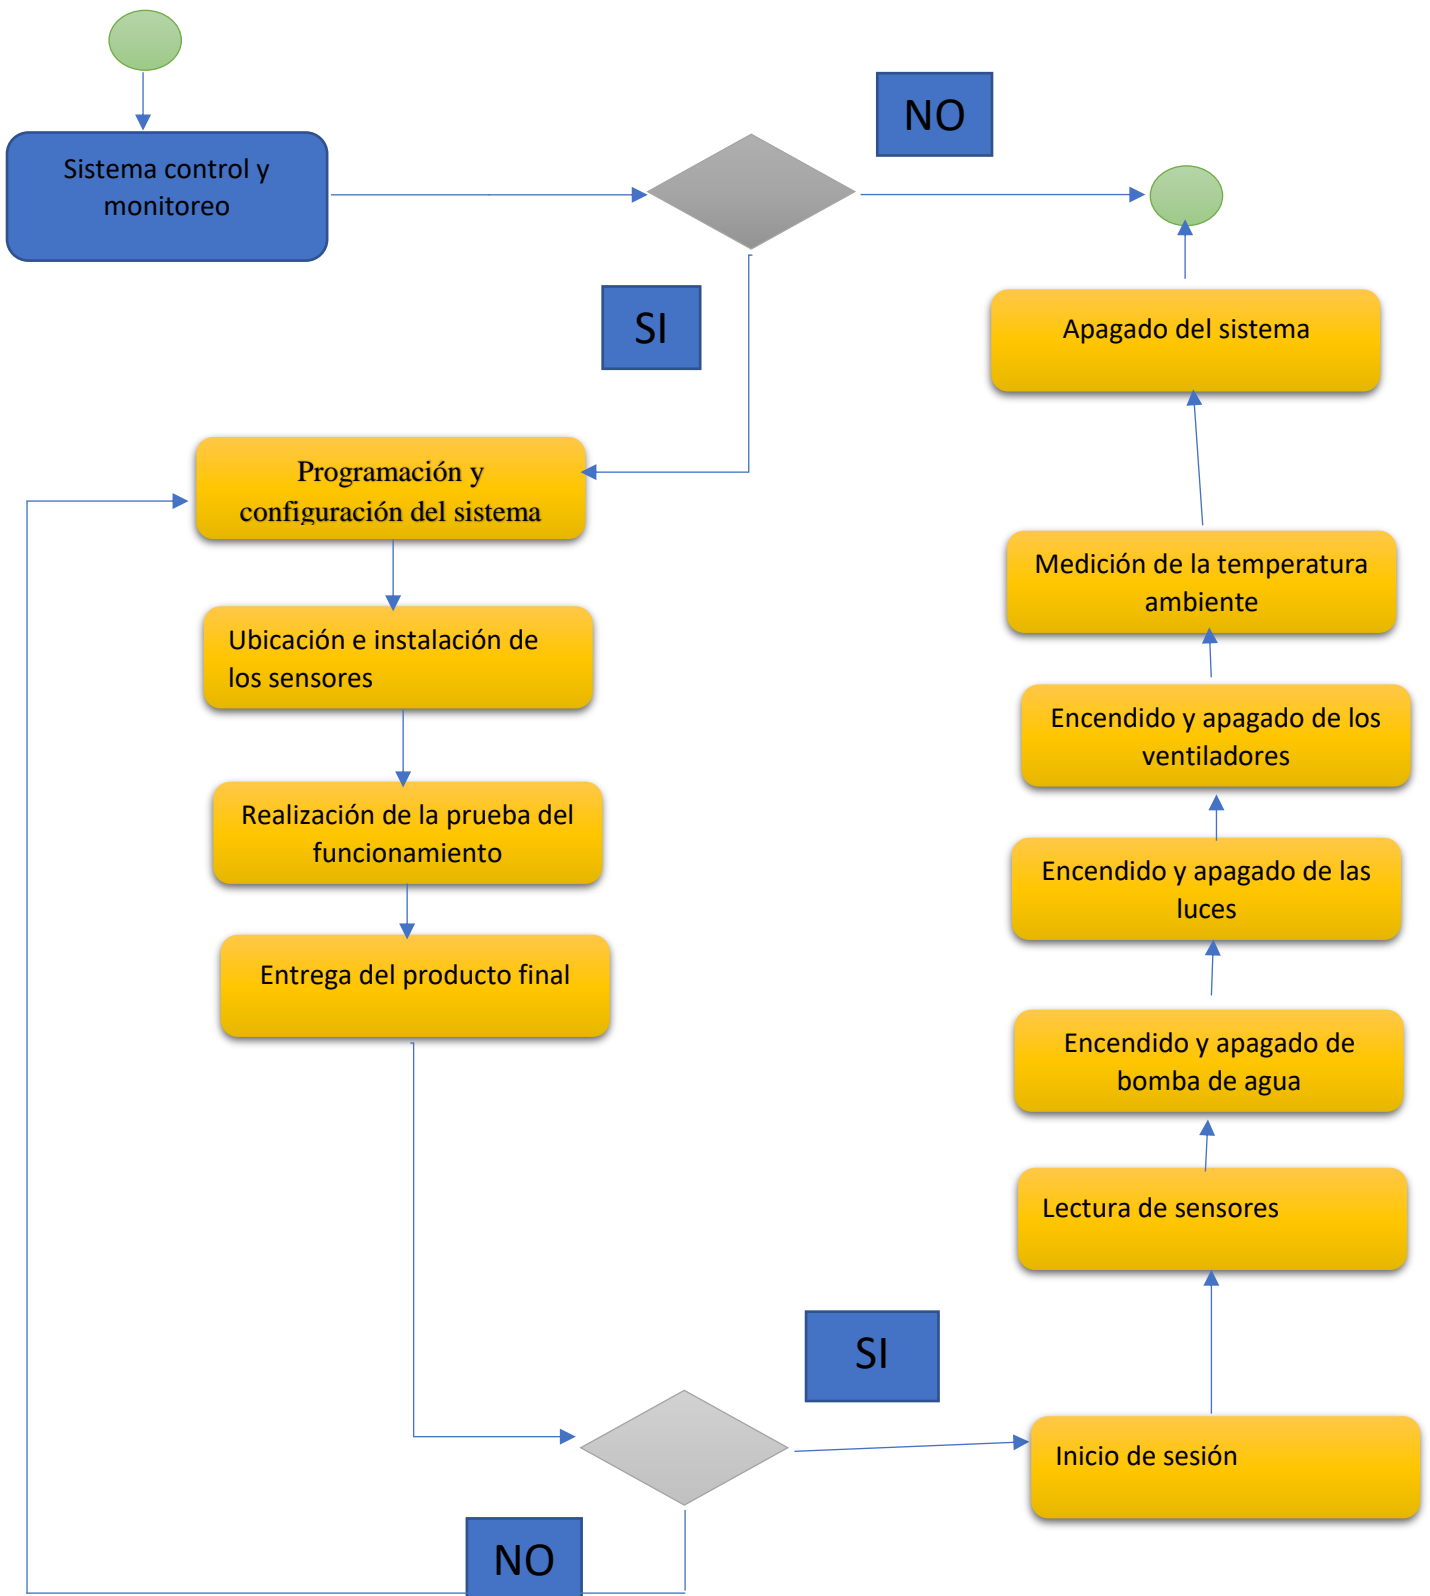 NO
Sistema control y
monitoreo
SI
Apagado del sistema
Programación y
configuración del sistema
Medición de la temperatura
ambiente
Ubicación e instalación de
los sensores
Encendido y apagado de los
ventiladores
Realización de la prueba del
funcionamiento
Encendido y apagado de las
luces
Entrega del producto final
Encendido y apagado de
bomba de agua
Lectura de sensores
SI
Inicio de sesión
NO